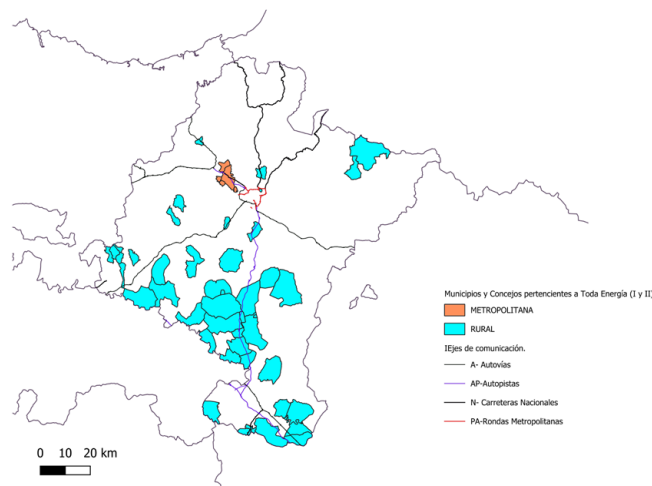 Municipios y Concejos pertencientes a Toda Energía (I y II)
METROPOLITANA
RURAL
IEjes de comunicación.
A- Autovías
AP-Autopistas
N- Carreteras Nacionales
PA-Rondas Metropolitanas
0 10 20 km